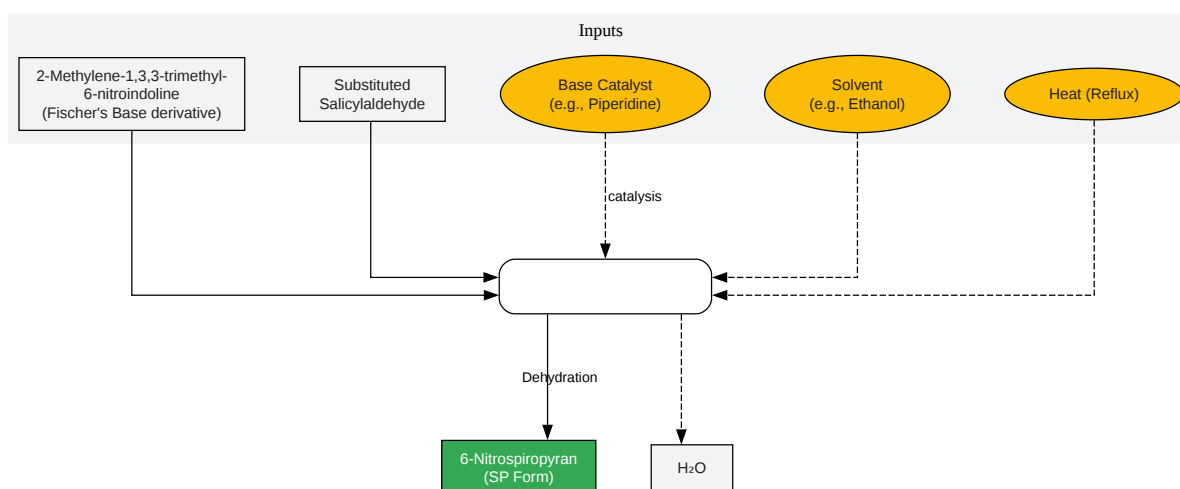 Inputs
2-Methylene-1,3,3-trimethyl-
6-nitroindoline
(Fischer's Base derivative)
Substituted
Salicylaldehyde
Base Catalyst
(e.g., Piperidine)
Solvent
(e.g., Ethanol)
Heat (Reflux)
catalysis
Dehydration
6-Nitrospiropyran
(SP Form)
H₂O